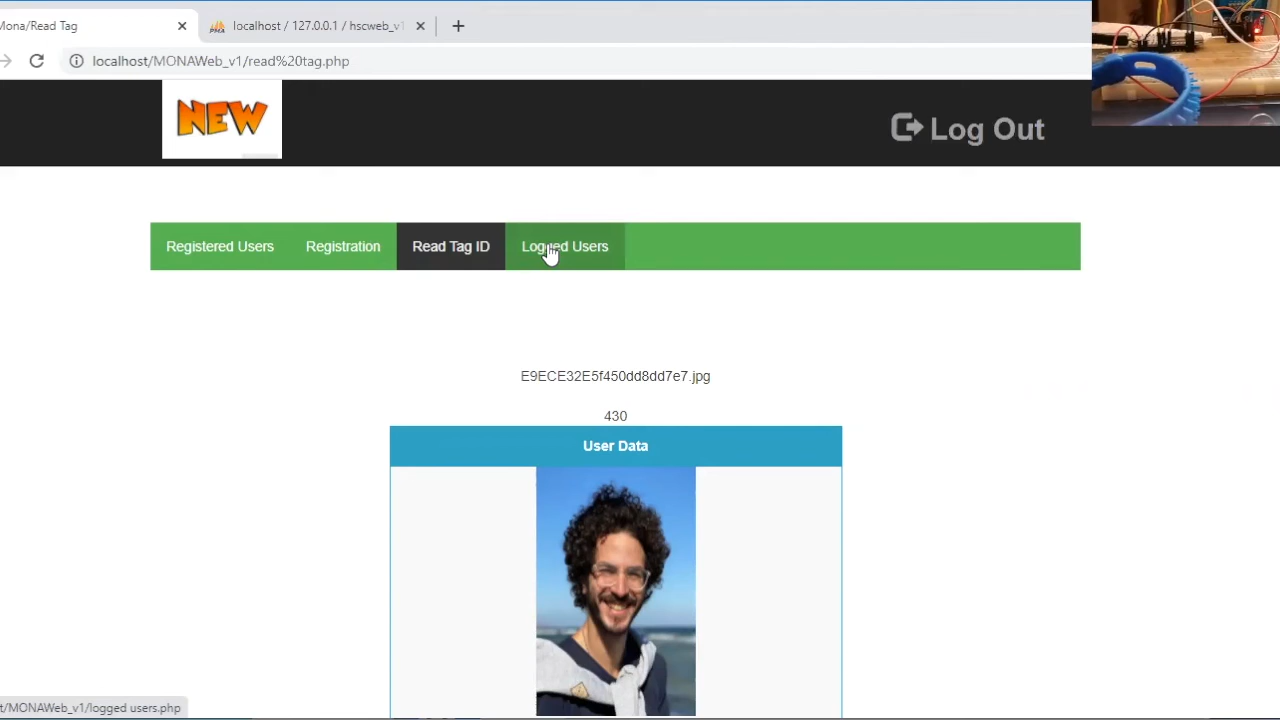 Mona/Read Tag
localhost / 127.0.0.1 / hscweb_v1
localhost/MONAWeb_v1/read%20tag.php
NEW
Log Out
Registered Users
Registration
Read Tag ID
Logged Users
E9ECE32E5f450dd8dd7e7.jpg
430
User Data
t/MONAWeb_v1/logged users.php